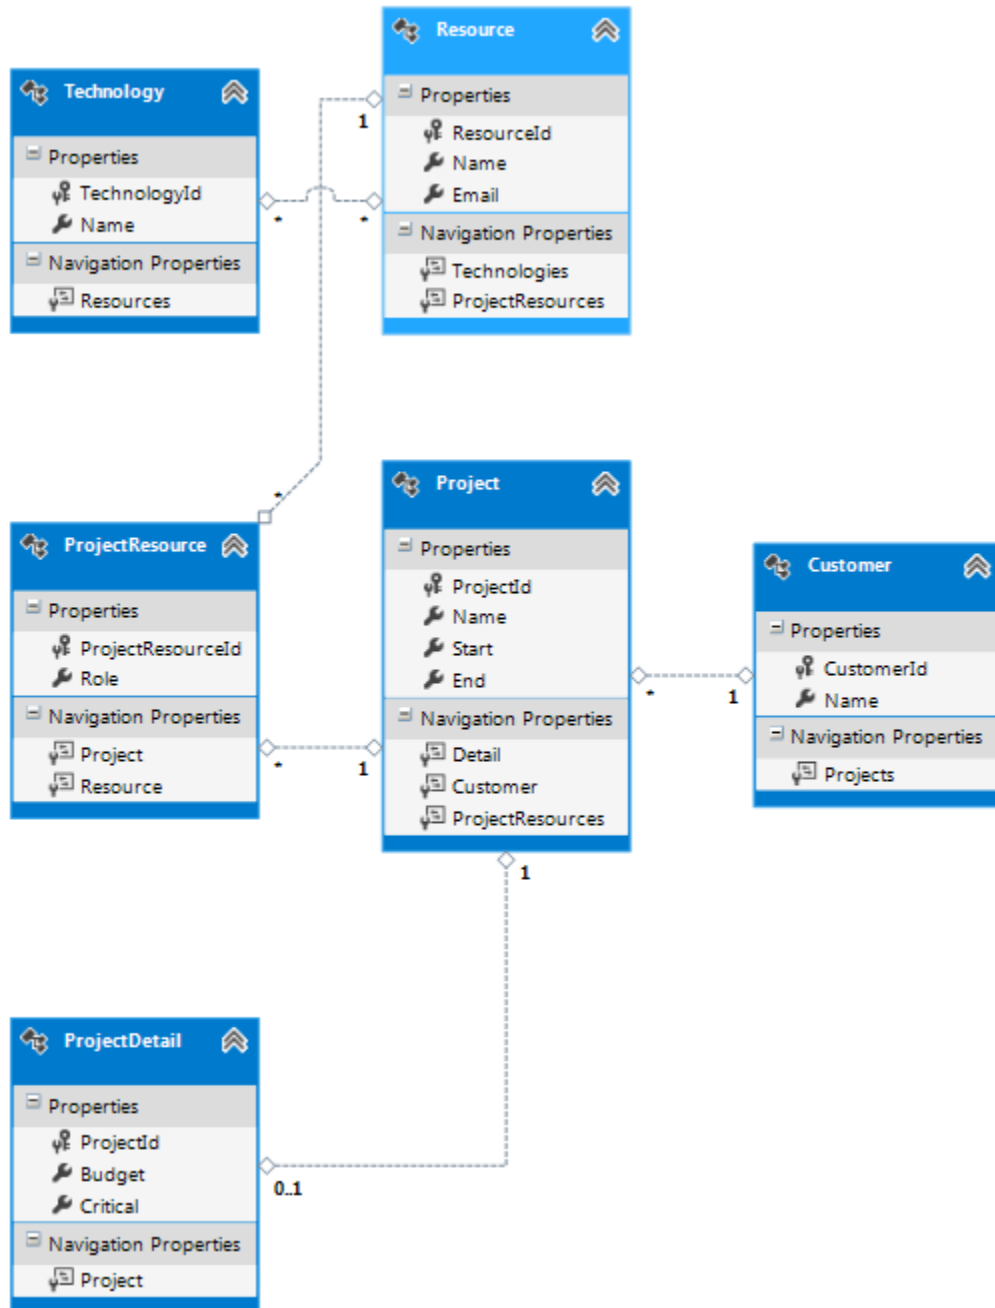 Resource
Properties
ResourceId
Name
Email
Navigation Properties
Technologies
ProjectResources
1
*
Technology
Properties
TechnologyId
Name
Navigation Properties
Resources
*
*
ProjectResource
Properties
ProjectResourceId
Role
Navigation Properties
Project
Resource
*
1
Project
Properties
ProjectId
Name
Start
End
Navigation Properties
Detail
Customer
ProjectResources
*
1
1
Customer
Properties
CustomerId
Name
Navigation Properties
Projects
ProjectDetail
Properties
ProjectId
Budget
Critical
Navigation Properties
Project
0..1